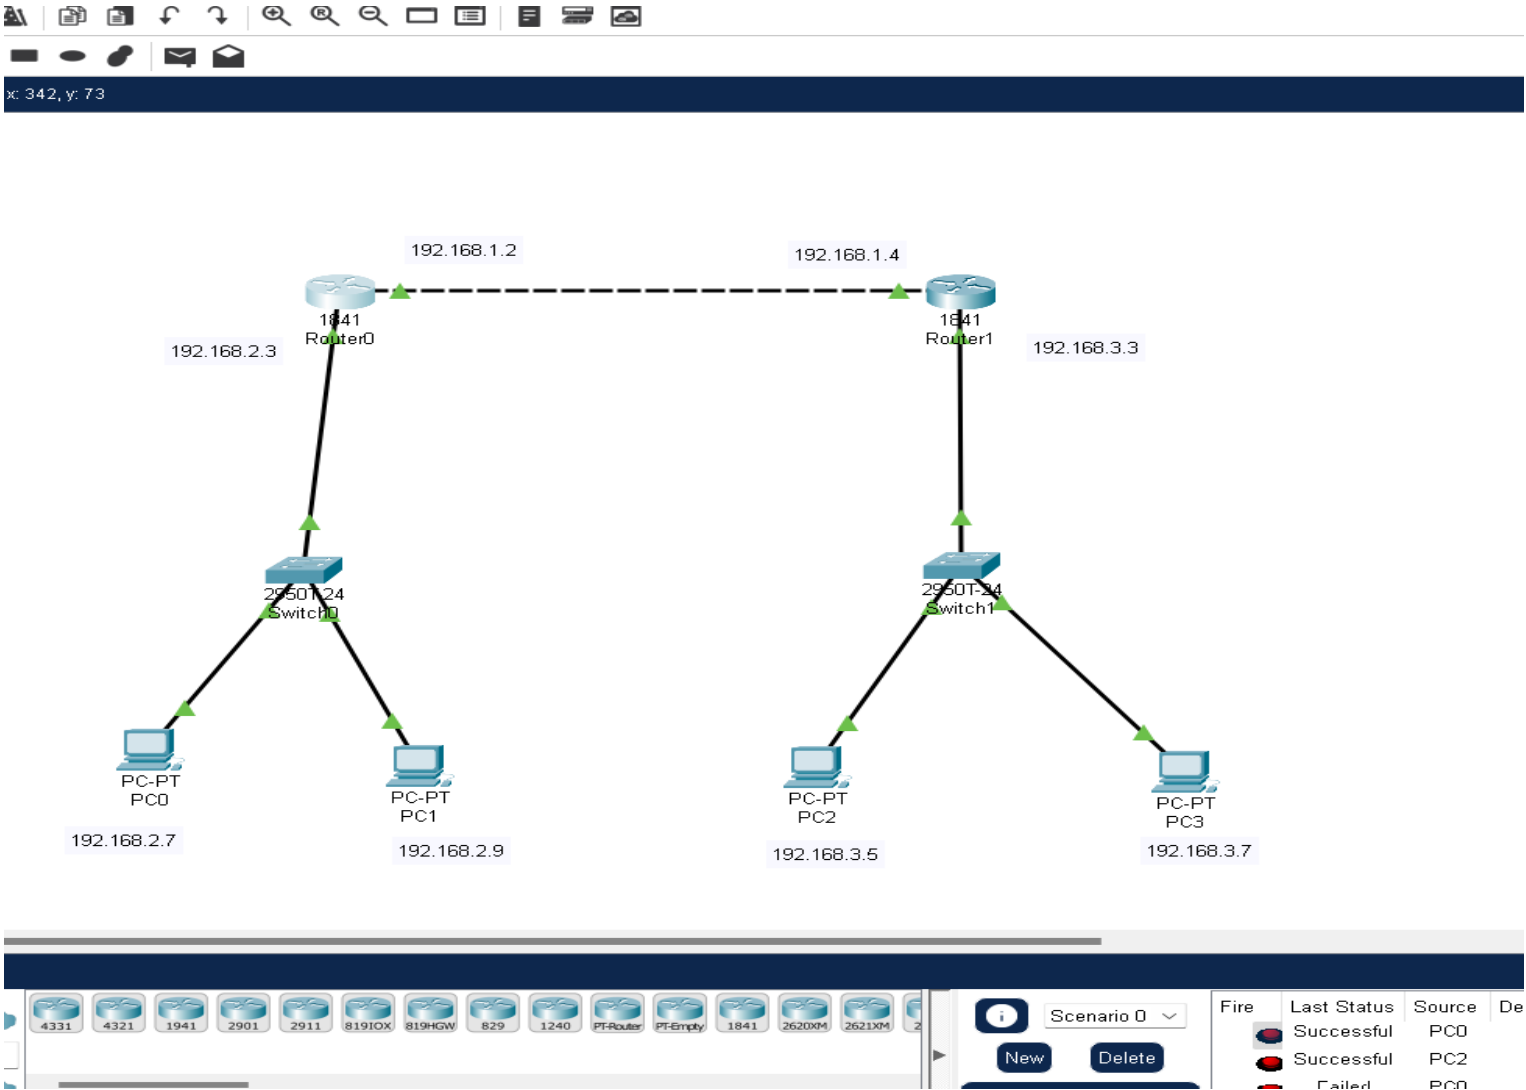 x: 342, y: 73
192.168.1.2
192.168.1.4
1841
Router0
1841
Router1
192.168.2.3
192.168.3.3
2950T-24
Switch0
2950T-24
Switch1
PC-PT
PC0
PC-PT
PC1
PC-PT
PC2
PC-PT
PC3
192.168.2.7
192.168.2.9
192.168.3.5
192.168.3.7
4331
4321
1941
2901
2911
819IOX
819HGW
829
1240
PT-Router
PT-Empty
1841
2620XM
2621XM
2
Scenario 0
New
Delete
Fire Last Status Source De
Successful PC0
Successful PC2
Failed PC0